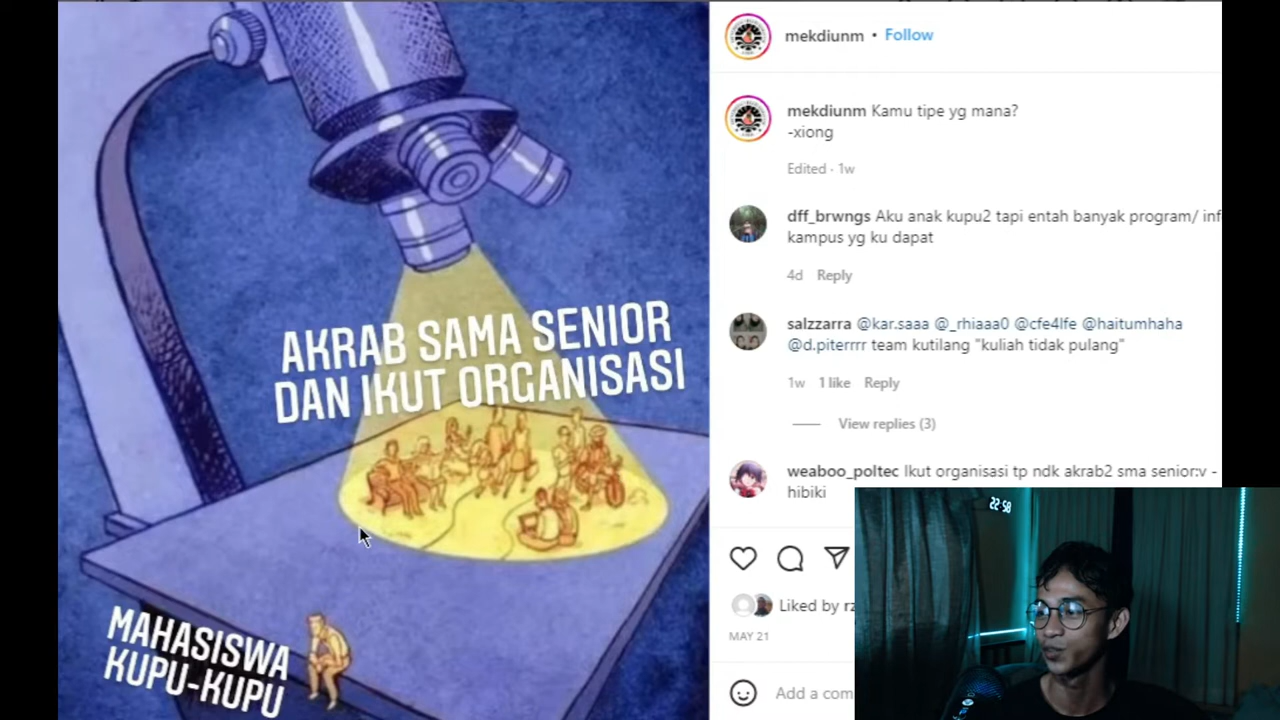 AKRAB SAMA SENIOR
DAN IKUT ORGANISASI
MAHASISWA
KUPU-KUPU
mekdiunm • Follow
mekdiunm Kamu tipe yg mana?
-xiong
Edited · 1w
dff_brwngs Aku anak kupu2 tapi entah banyak program/ inf
kampus yg ku dapat
4d Reply
salzzarra @kar.saaa @_rhiaaa0 @cfe4lfe @haitumhaha
@d.piterrrr team kutilang "kuliah tidak pulang"
1w 1 like Reply
View replies (3)
weaboo_poltec Ikut organisasi tp ndk akrab2 sma senior:v -
hibiki
Liked by rz
MAY 21
Add a com
22 58